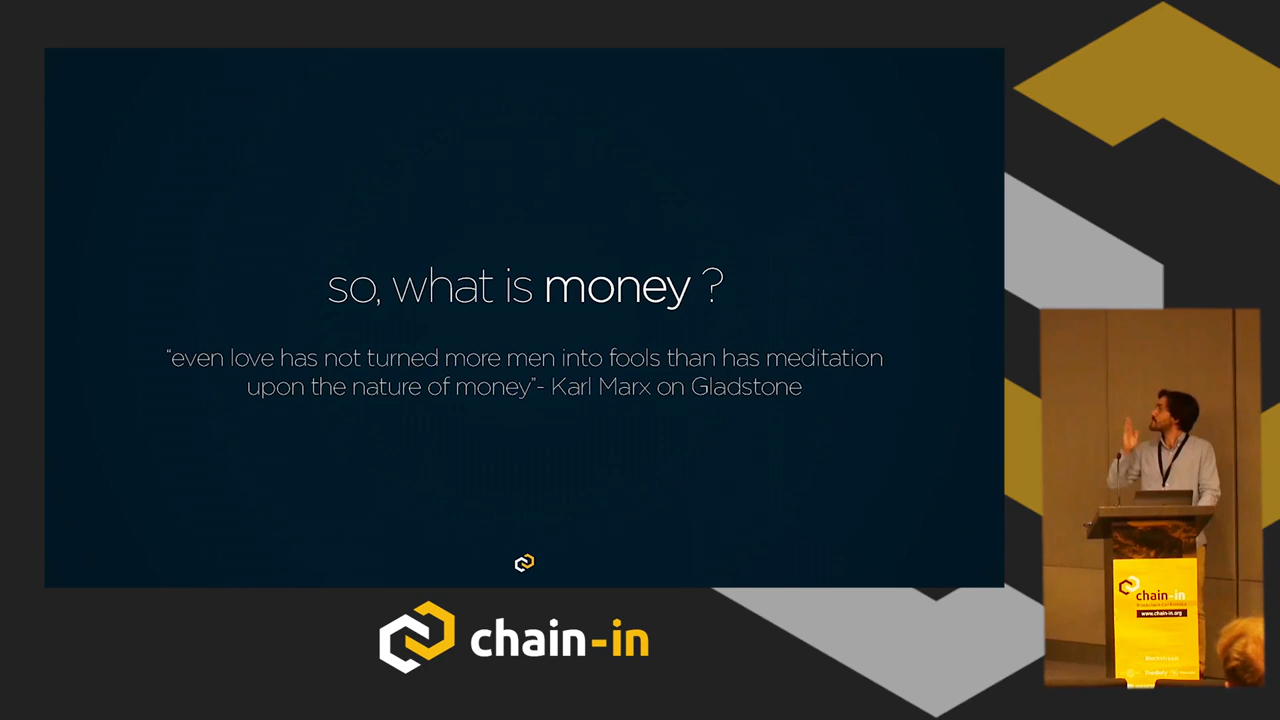 so, what is money ?
“even love has not turned more men into fools than has meditation
upon the nature of money”- Karl Marx on Gladstone
chain-in
chain-in
www.chain-in.org